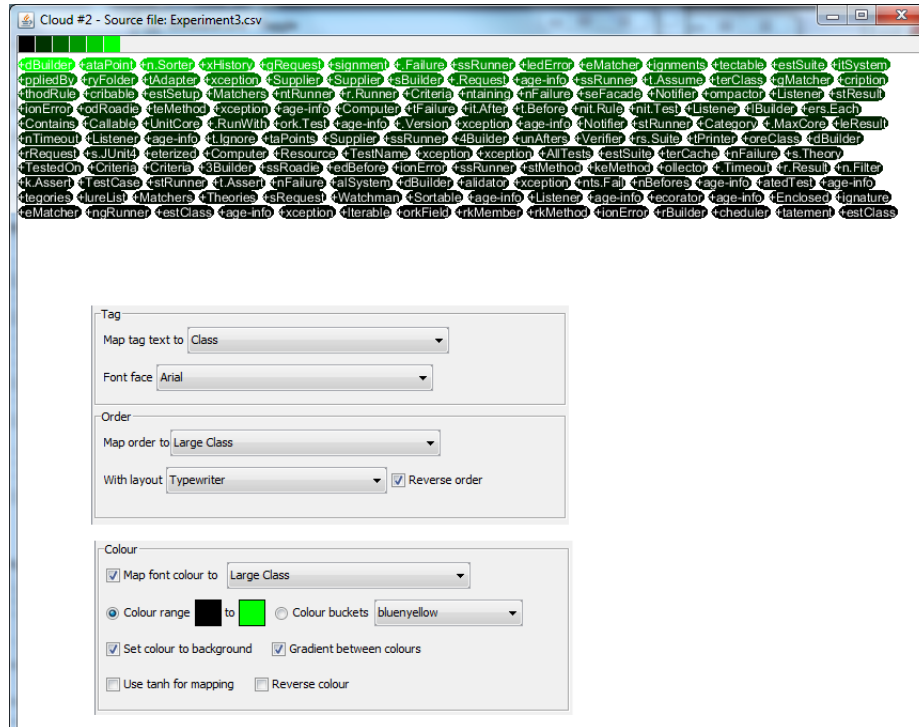 Cloud #2 - Source file: Experiment3.csv
+dBuilder +ataPoint +n.Sorter +xHistory +gRequest +signment +.Failure +ssRunner +ledError +eMatcher +ignments +tectable +estSuite +itSystem
+ppliedBy +ryFolder +tAdapter +xception +Supplier +Supplier +sBuilder +.Request +age-info +ssRunner +t.Assume +terClass +gMatcher +cription
+thodRule +cribable +estSetup +Matchers +ntRunner +r.Runner +Criteria +ntaining +nFailure +seFacade +Notifier +ompactor +Listener +stResult
+ionError +odRoadie +teMethod +xception +age-info +Computer +tFailure +it.After +t.Before +nit.Rule +nit.Test +Listener +lBuilder +ers.Each
+Contains +Callable +UnitCore +.RunWith +ork.Test +age-info +.Version +xception +age-info +Notifier +stRunner +Category +.MaxCore +leResult
+nTimeout +Listener +age-info +t.Ignore +taPoints +Supplier +ssRunner +4Builder +unAfters +Verifier +rs.Suite +tPrinter +oreClass +dBuilder
+rRequest +s.JUnit4 +eterized +Computer +Resource +TestName +xception +xception +AllTests +estSuite +terCache +nFailure +s.Theory
+TestedOn +Criteria +Criteria +3Builder +ssRoadie +edBefore +ionError +ssRunner +stMethod +keMethod +ollector +.Timeout +r.Result +n.Filter
+k.Assert +TestCase +stRunner +t.Assert +nFailure +alSystem +dBuilder +alidator +xception +nts.Fail +nBefores +age-info +atedTest +age-info
+tegories +lureList +Matchers +Theories +sRequest +Watchman +Sortable +age-info +Listener +age-info +ecorator +age-info +Enclosed +ignature
+eMatcher +ngRunner +estClass +age-info +xception +Iterable +orkField +rkMember +rkMethod +ionError +rBuilder +cheduler +tatement +estClass
Tag
Map tag text to Class
Font face Arial
Order
Map order to Large Class
With layout Typewriter Reverse order
Colour
Map font colour to Large Class
Colour range to Colour buckets bluenyellow
Set colour to background Gradient between colours
Use tanh for mapping Reverse colour